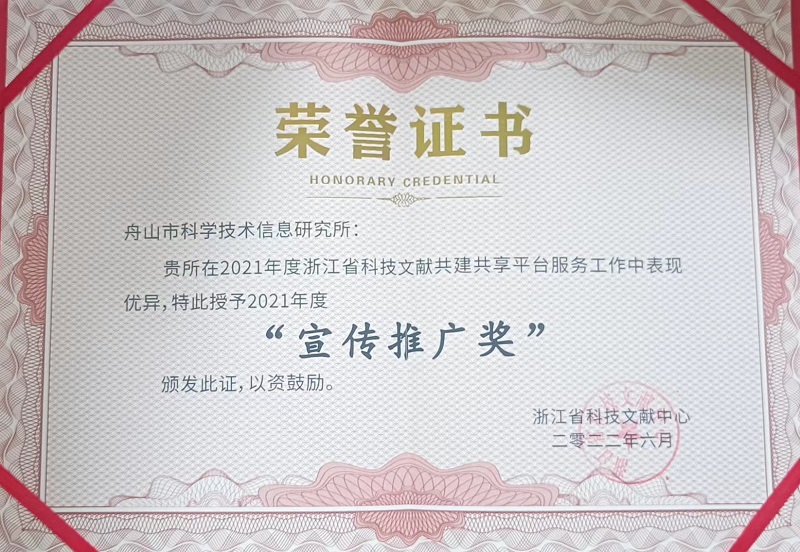 荣誉证书
HONORARY CREDENTIAL
舟山市科学技术信息研究所：
贵所在2021年度浙江省科技文献共建共享平台服务工作中表现
优异，特此授予2021年度
“宣传推广奖”
颁发此证，以资鼓励。
浙江省科技文献中心
二零二二年六月